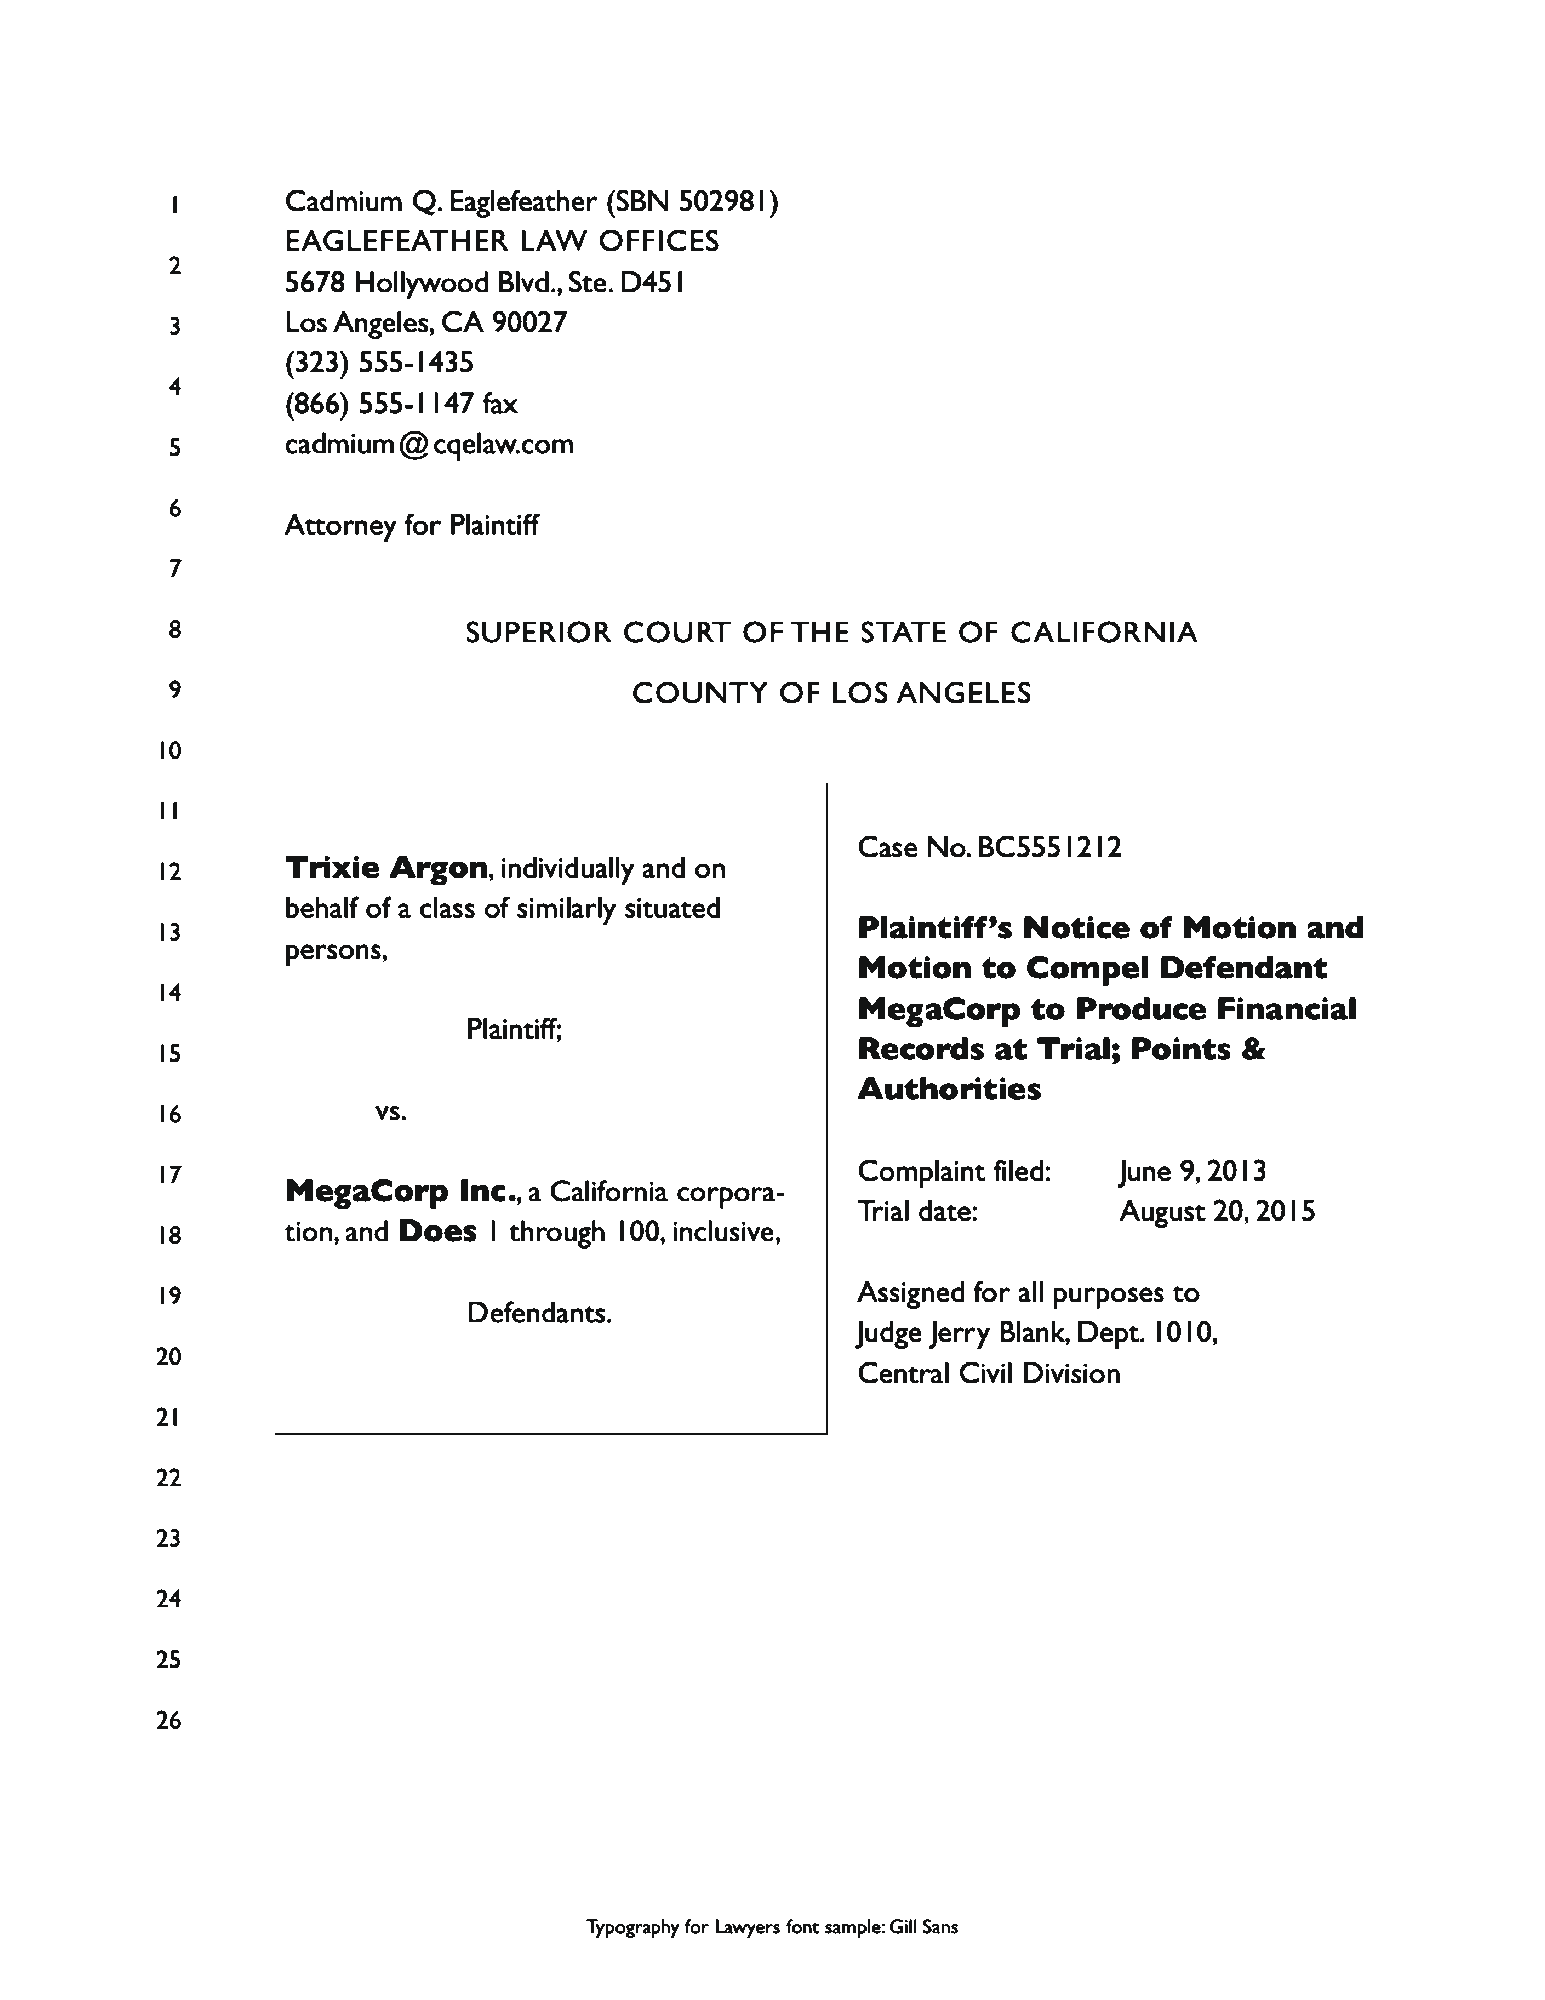 1
2
3
4
5
6
7
8
9
10
11
12
13
14
15
16
17
18
19
20
21
22
23
24
25
26
Cadmium Q. Eaglefeather (SBN 502981)
EAGLEFEATHER LAW OFFICES
5678 Hollywood Blvd., Ste. D451
Los Angeles, CA 90027
(323) 555-1435
(866) 555-1147 fax
cadmium@cqelaw.com
Attorney for Plaintiff
SUPERIOR COURT OF THE STATE OF CALIFORNIA
COUNTY OF LOS ANGELES
Trixie Argon, individually and on
behalf of a class of similarly situated
persons,
Plaintiff;
vs.
MegaCorp Inc., a California corpora-
tion, and Does 1 through 100, inclusive,
Defendants.
Case No. BC5551212
Plaintiff's Notice of Motion and
Motion to Compel Defendant
MegaCorp to Produce Financial
Records at Trial; Points &
Authorities
Complaint filed: June 9, 2013
Trial date: August 20, 2015
Assigned for all purposes to
Judge Jerry Blank, Dept. 1010,
Central Civil Division
Typography for Lawyers font sample: Gill Sans